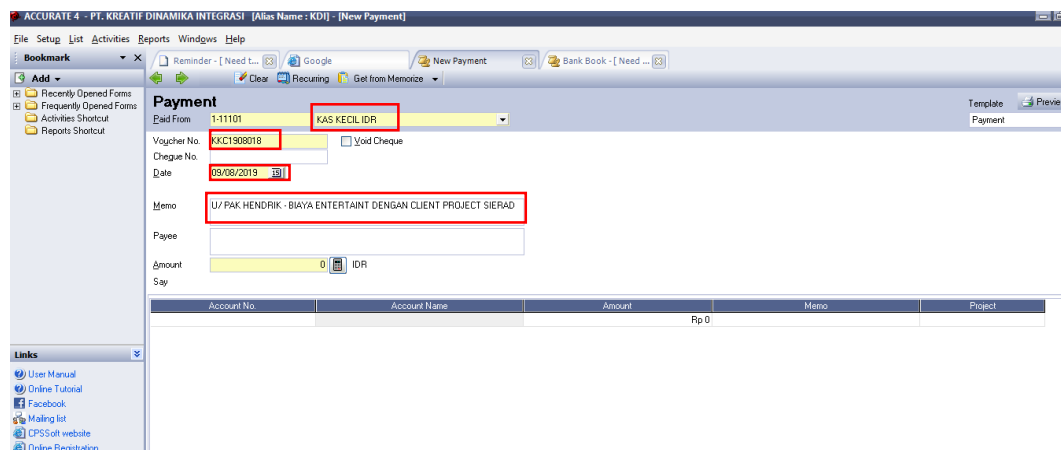 ACCURATE 4 - PT. KREATIF DINAMIKA INTEGRASI [Alias Name : KDI] - [New Payment]
File Setup List Activities Reports Windows Help
Bookmark
Reminder - [ Need t... Google New Payment Bank Book - [ Need ...
Add Clear Recurring Get from Memorize
Recently Opened Forms
Frequently Opened Forms
Activities Shortcut
Reports Shortcut
Payment
Template Previe
Paid From 1-11101 KAS KECIL IDR Payment
Voucher No. KKC1908018 Void Cheque
Cheque No.
Date 09/08/2019 15
Memo U/ PAK HENDRIK - BIAYA ENTERTAINT DENGAN CLIENT PROJECT SIERAD
Payee
Amount 0 IDR
Say
Account No. Account Name Amount Memo Project
Rp 0
Links
User Manual
Online Tutorial
Facebook
Mailing list
CPSSoft website
Online Registration